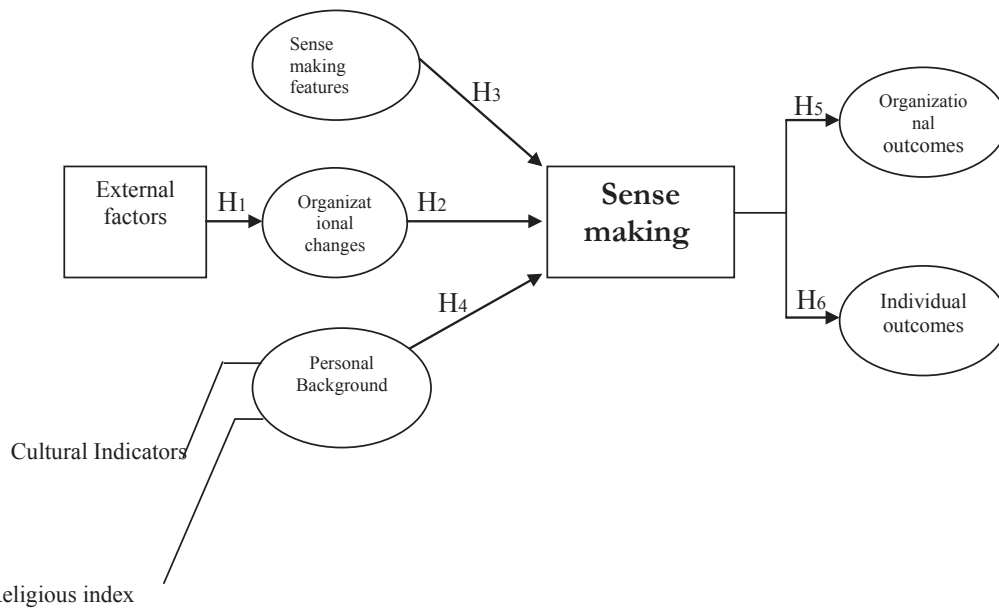 Sense
making
features
H3
H5
Organizatio
nal
outcomes
External
factors
H1
Organizat
ional
changes
H2
Sense
making
H4
H6
Individual
outcomes
Personal
Background
Cultural Indicators
eligious index